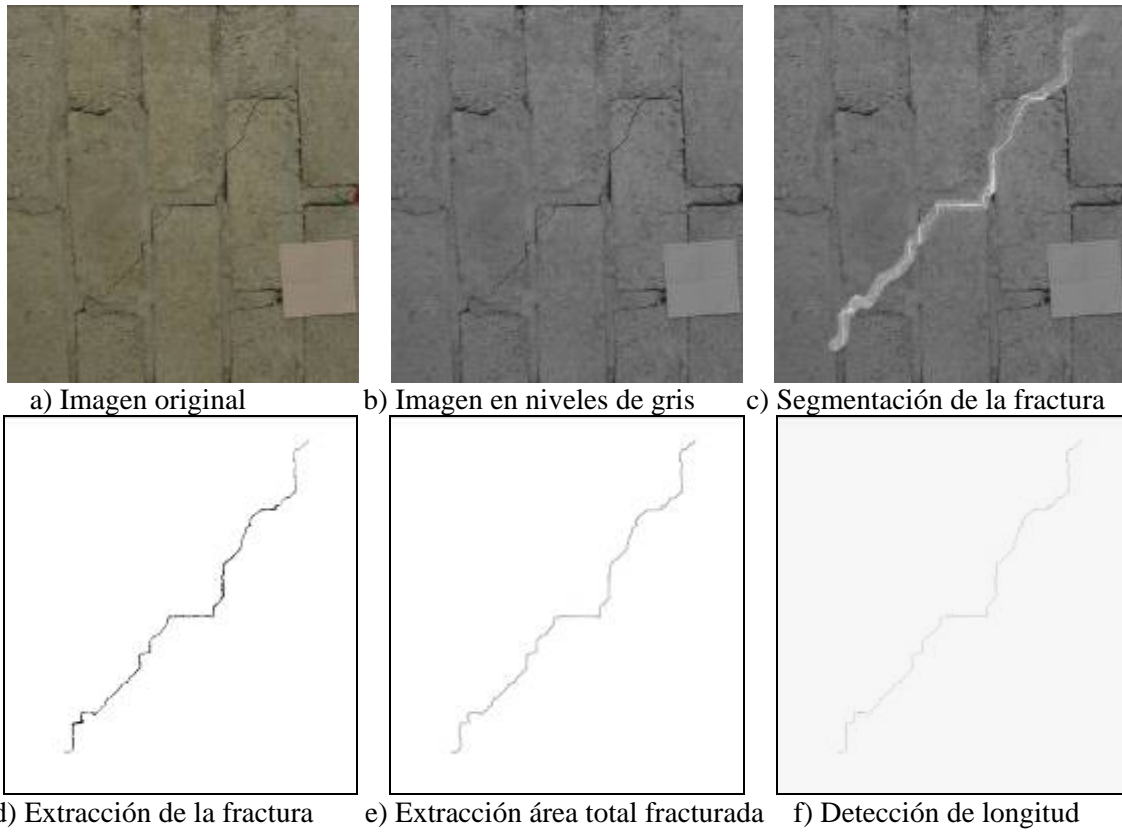 a) Imagen original
b) Imagen en niveles de gris
c) Segmentación de la fractura
d) Extracción de la fractura
e) Extracción área total fracturada
f) Detección de longitud